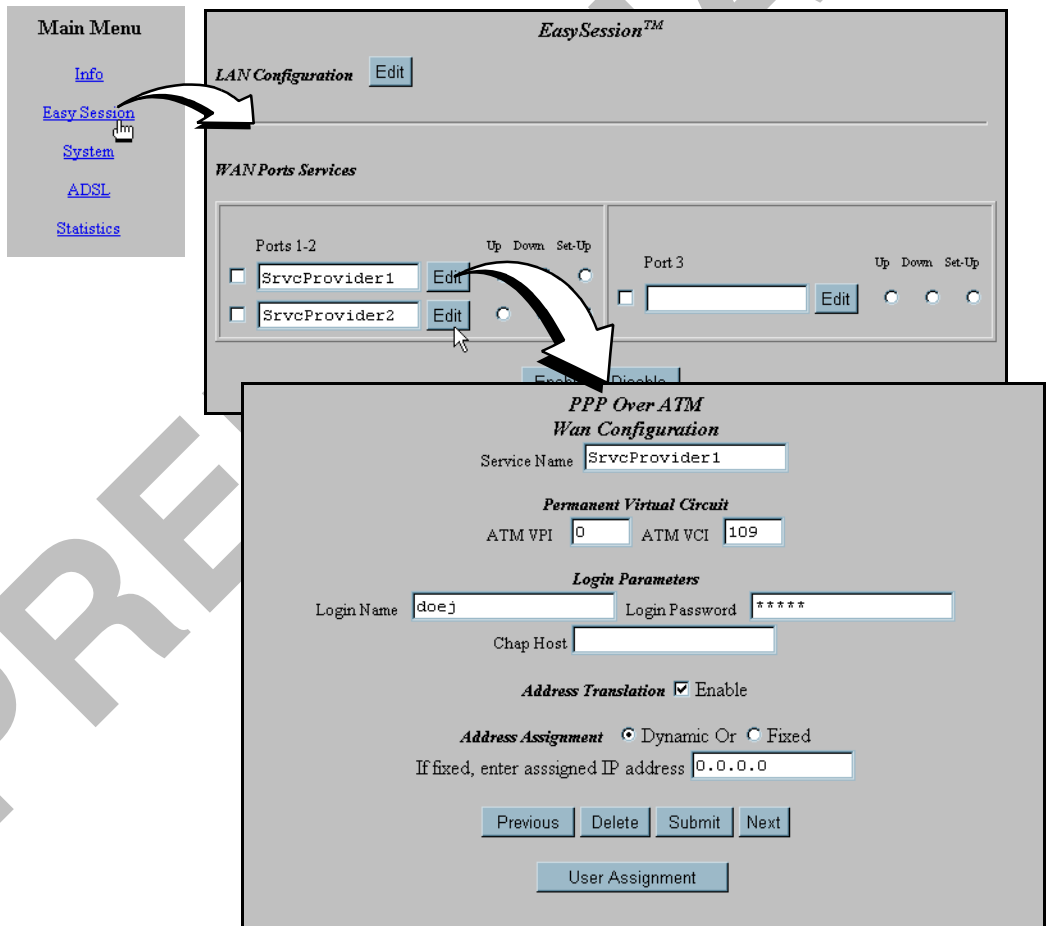 Main Menu
Info
Easy Session
System
ADSL
Statistics
EasySession™
LAN Configuration Edit
WAN Ports Services
Ports 1-2 Up Down Set-Up
SrvcProvider1 Edit
SrvcProvider2 Edit
Port 3 Up Down Set-Up
Edit
PPP Over ATM
Wan Configuration
Service Name SrvcProvider1
Permanent Virtual Circuit
ATM VPI 0 ATM VCI 109
Login Parameters
Login Name doej Login Password *****
Chap Host
Address Translation Enable
Address Assignment Dynamic Or Fixed
If fixed, enter asssigned IP address 0.0.0.0
Previous Delete Submit Next
User Assignment